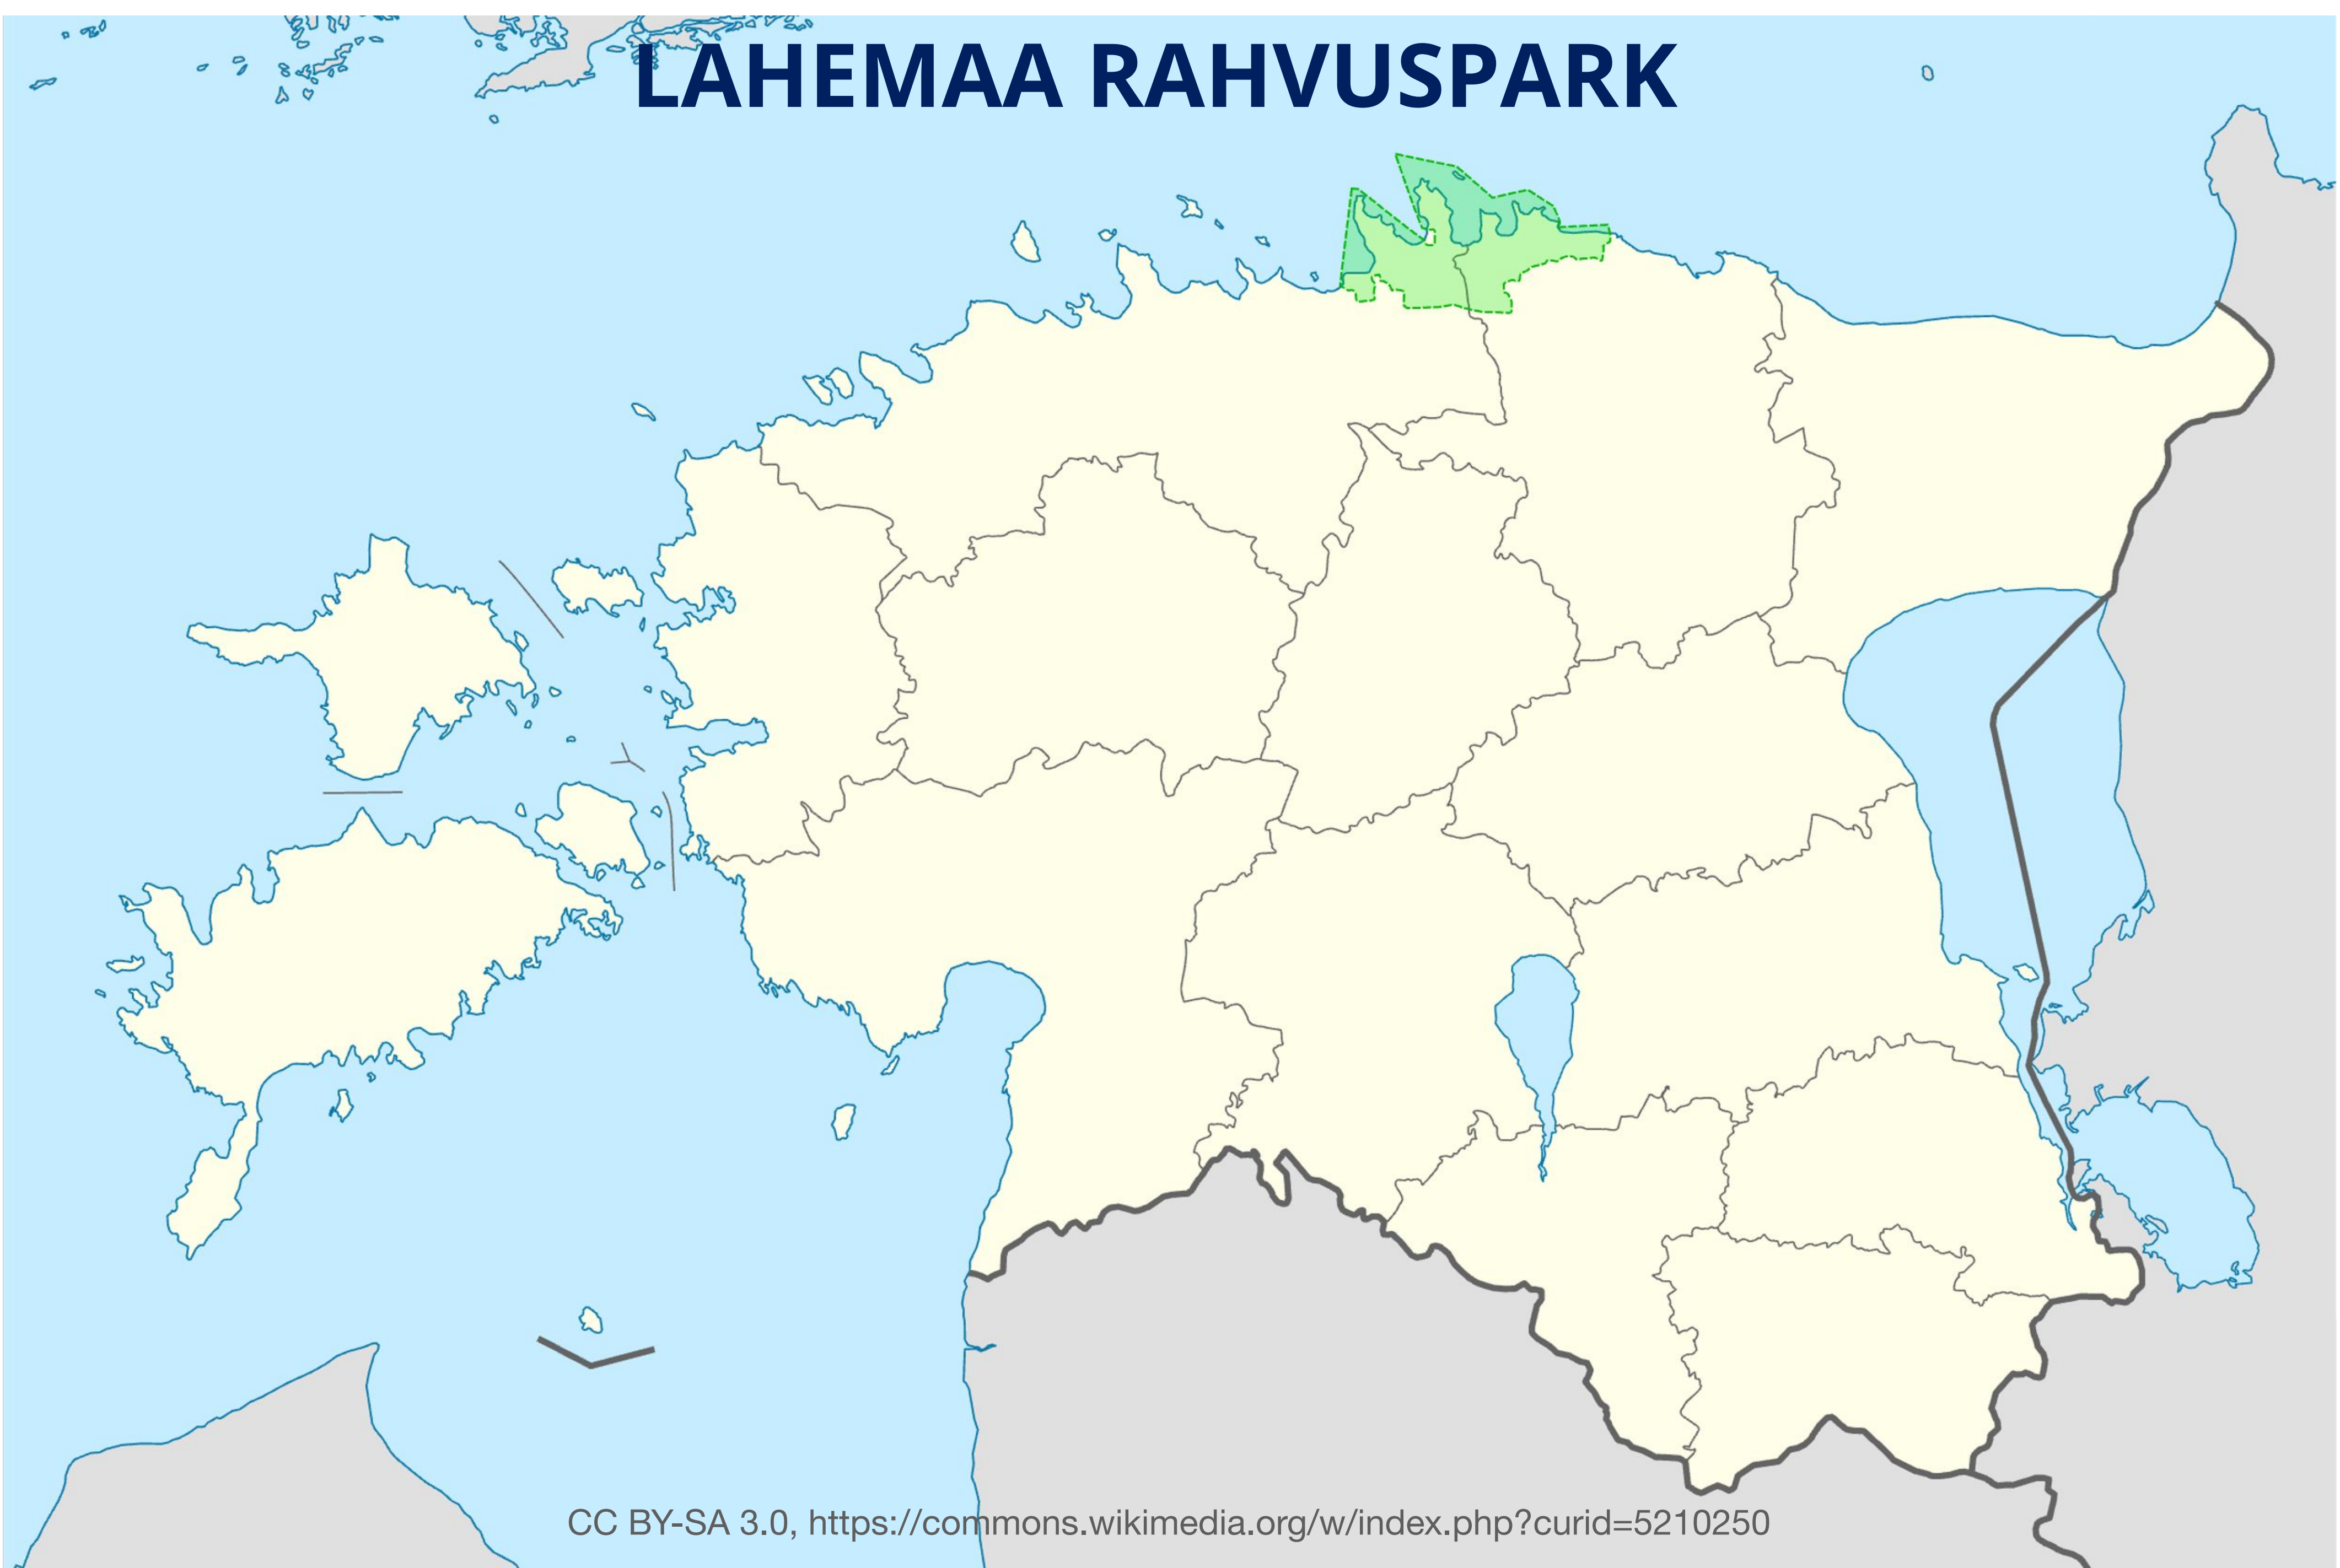 LAHEMAA RAHVUSPARK
CC BY-SA 3.0, https://commons.wikimedia.org/w/index.php?curid=5210250